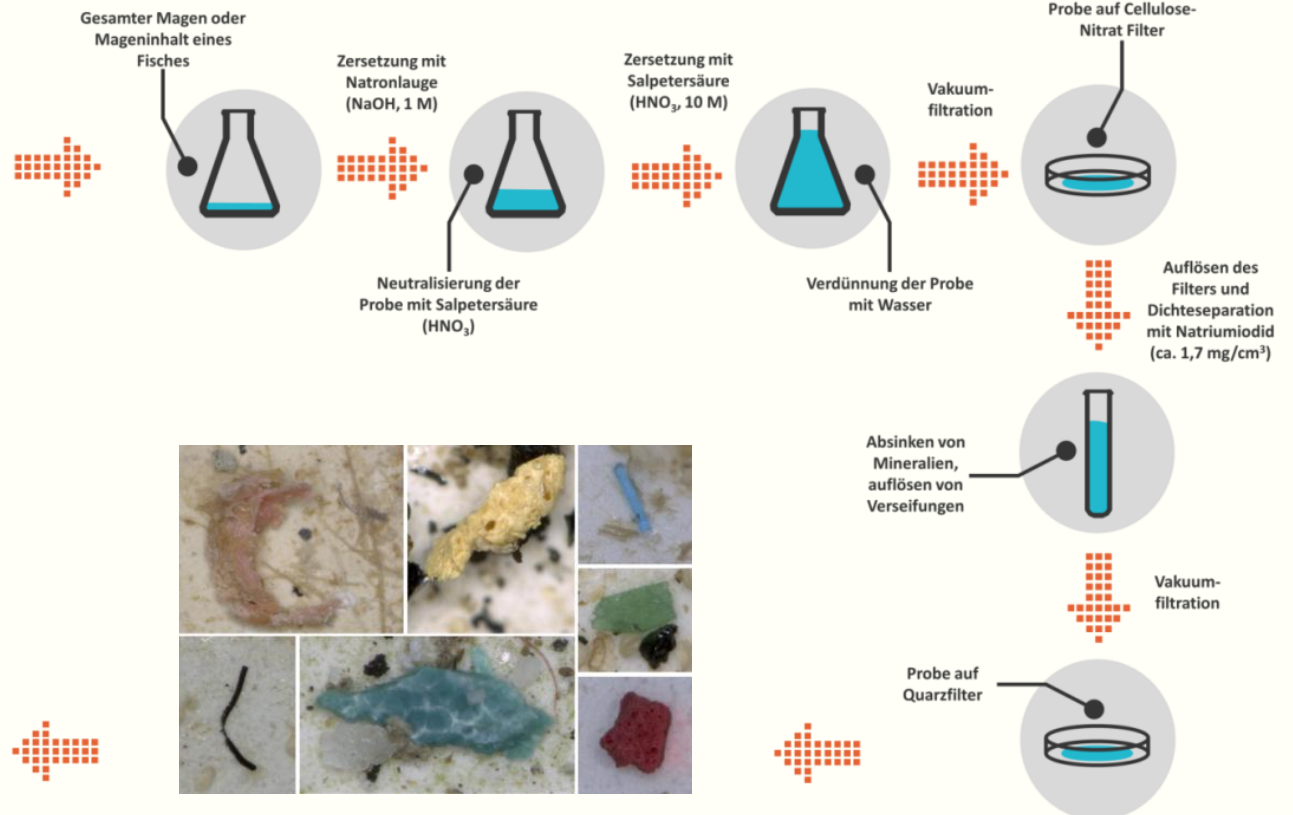 Gesamter Magen oder
Mageninhalt eines
Fisches
Zersetzung mit
Natronlauge
(NaOH, 1 M)
Neutralisierung der
Probe mit Salpetersäure
(HNO₃)
Zersetzung mit
Salpetersäure
(HNO₃, 10 M)
Verdünnung der Probe
mit Wasser
Vakuum-
filtration
Probe auf Cellulose-
Nitrat Filter
Auflösen des
Filters und
Dichteseparation
mit Natriumiodid
(ca. 1,7 mg/cm³)
Absinken von
Mineralien,
auflösen von
Verseifungen
Vakuum-
filtration
Probe auf
Quarzfilter